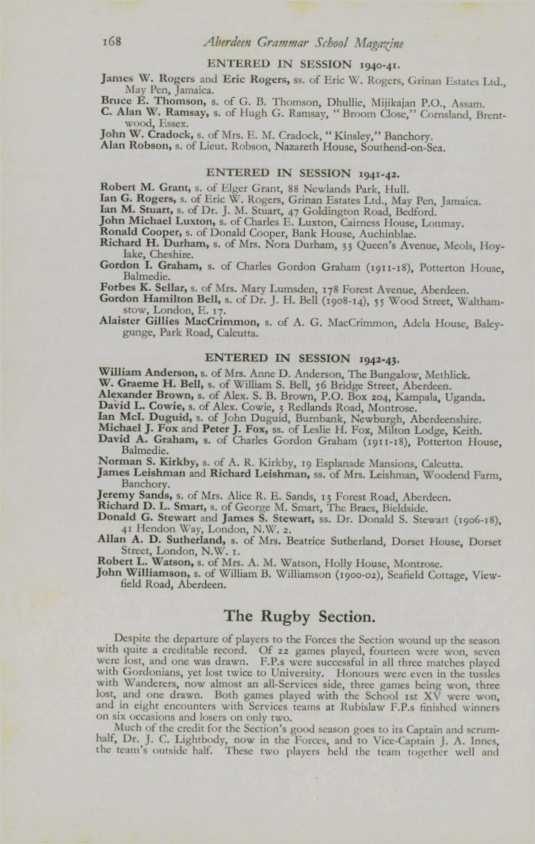 168 Aberdeen Grammar School Magazine
ENTERED IN SESSION 1940-41.
James W. Rogers and Eric Rogers, ss. of Eric W. Rogers, Grinan Estates Ltd.,
May Pen, Jamaica.
Bruce E. Thomson, s. of G. B. Thomson, Dhullie, Mijikajan P.O., Assam.
C. Alan W. Ramsay, s. of Hugh G. Ramsay, "Broom Close," Cornsland, Brent-
wood, Essex.
John W. Cradock, s. of Mrs. E. M. Cradock, "Kinsley," Banchory.
Alan Robson, s. of Lieut. Robson, Nazareth House, Southend-on-Sea.
ENTERED IN SESSION 1941-42.
Robert M. Grant, s. of Elger Grant, 88 Newlands Park, Hull.
Ian G. Rogers, s. of Eric W. Rogers, Grinan Estates Ltd., May Pen, Jamaica.
Ian M. Stuart, s. of Dr. J. M. Stuart, 47 Goldington Road, Bedford.
John Michael Luxton, s. of Charles E. Luxton, Cairness House, Lonmay.
Ronald Cooper, s. of Donald Cooper, Bank House, Auchinblae.
Richard H. Durham, s. of Mrs. Nora Durham, 33 Queen's Avenue, Meols, Hoy-
lake, Cheshire.
Gordon I. Graham, s. of Charles Gordon Graham (1911-18), Potterton House,
Balmedie.
Forbes K. Sellar, s. of Mrs. Mary Lumsden, 178 Forest Avenue, Aberdeen.
Gordon Hamilton Bell, s. of Dr. J. H. Bell (1908-14), 55 Wood Street, Waltham-
stow, London, E. 17.
Alaister Gillies MacCrimmon, s. of A. G. MacCrimmon, Adela House, Baley-
gunge, Park Road, Calcutta.
ENTERED IN SESSION 1942-43.
William Anderson, s. of Mrs. Anne D. Anderson, The Bungalow, Methlick.
W. Graeme H. Bell, s. of William S. Bell, 56 Bridge Street, Aberdeen.
Alexander Brown, s. of Alex. S. B. Brown, P.O. Box 204, Kampala, Uganda.
David L. Cowie, s. of Alex. Cowie, 3 Redlands Road, Montrose.
Ian McI. Duguid, s. of John Duguid, Burnbank, Newburgh, Aberdeenshire.
Michael J. Fox and Peter J. Fox, ss. of Leslie H. Fox, Milton Lodge, Keith.
David A. Graham, s. of Charles Gordon Graham (1911-18), Potterton House,
Balmedie.
Norman S. Kirkby, s. of A. R. Kirkby, 19 Esplanade Mansions, Calcutta.
James Leishman and Richard Leishman, ss. of Mrs. Leishman, Woodend Farm,
Banchory.
Jeremy Sands, s. of Mrs. Alice R. E. Sands, 13 Forest Road, Aberdeen.
Richard D. L. Smart, s. of George M. Smart, The Braes, Bieldside.
Donald G. Stewart and James S. Stewart, ss. Dr. Donald S. Stewart (1906-18),
41 Hendon Way, London, N.W. 2.
Allan A. D. Sutherland, s. of Mrs. Beatrice Sutherland, Dorset House, Dorset
Street, London, N.W. 1.
Robert L. Watson, s. of Mrs. A. M. Watson, Holly House, Montrose.
John Williamson, s. of William B. Williamson (1900-02), Seafield Cottage, View-
field Road, Aberdeen.
The Rugby Section.
Despite the departure of players to the Forces the Section wound up the season
with quite a creditable record. Of 22 games played, fourteen were won, seven
were lost, and one was drawn. F.P.s were successful in all three matches played
with Gordonians, yet lost twice to University. Honours were even in the tussles
with Wanderers, now almost an all-Services side, three games being won, three
lost, and one drawn. Both games played with the School 1st XV were won,
and in eight encounters with Services teams at Rubislaw F.P.s finished winners
on six occasions and losers on only two.
Much of the credit for the Section's good season goes to its Captain and scrum-
half, Dr. J. C. Lightbody, now in the Forces, and to Vice-Captain J. A. Innes,
the team's outside half. These two players held the team together well and